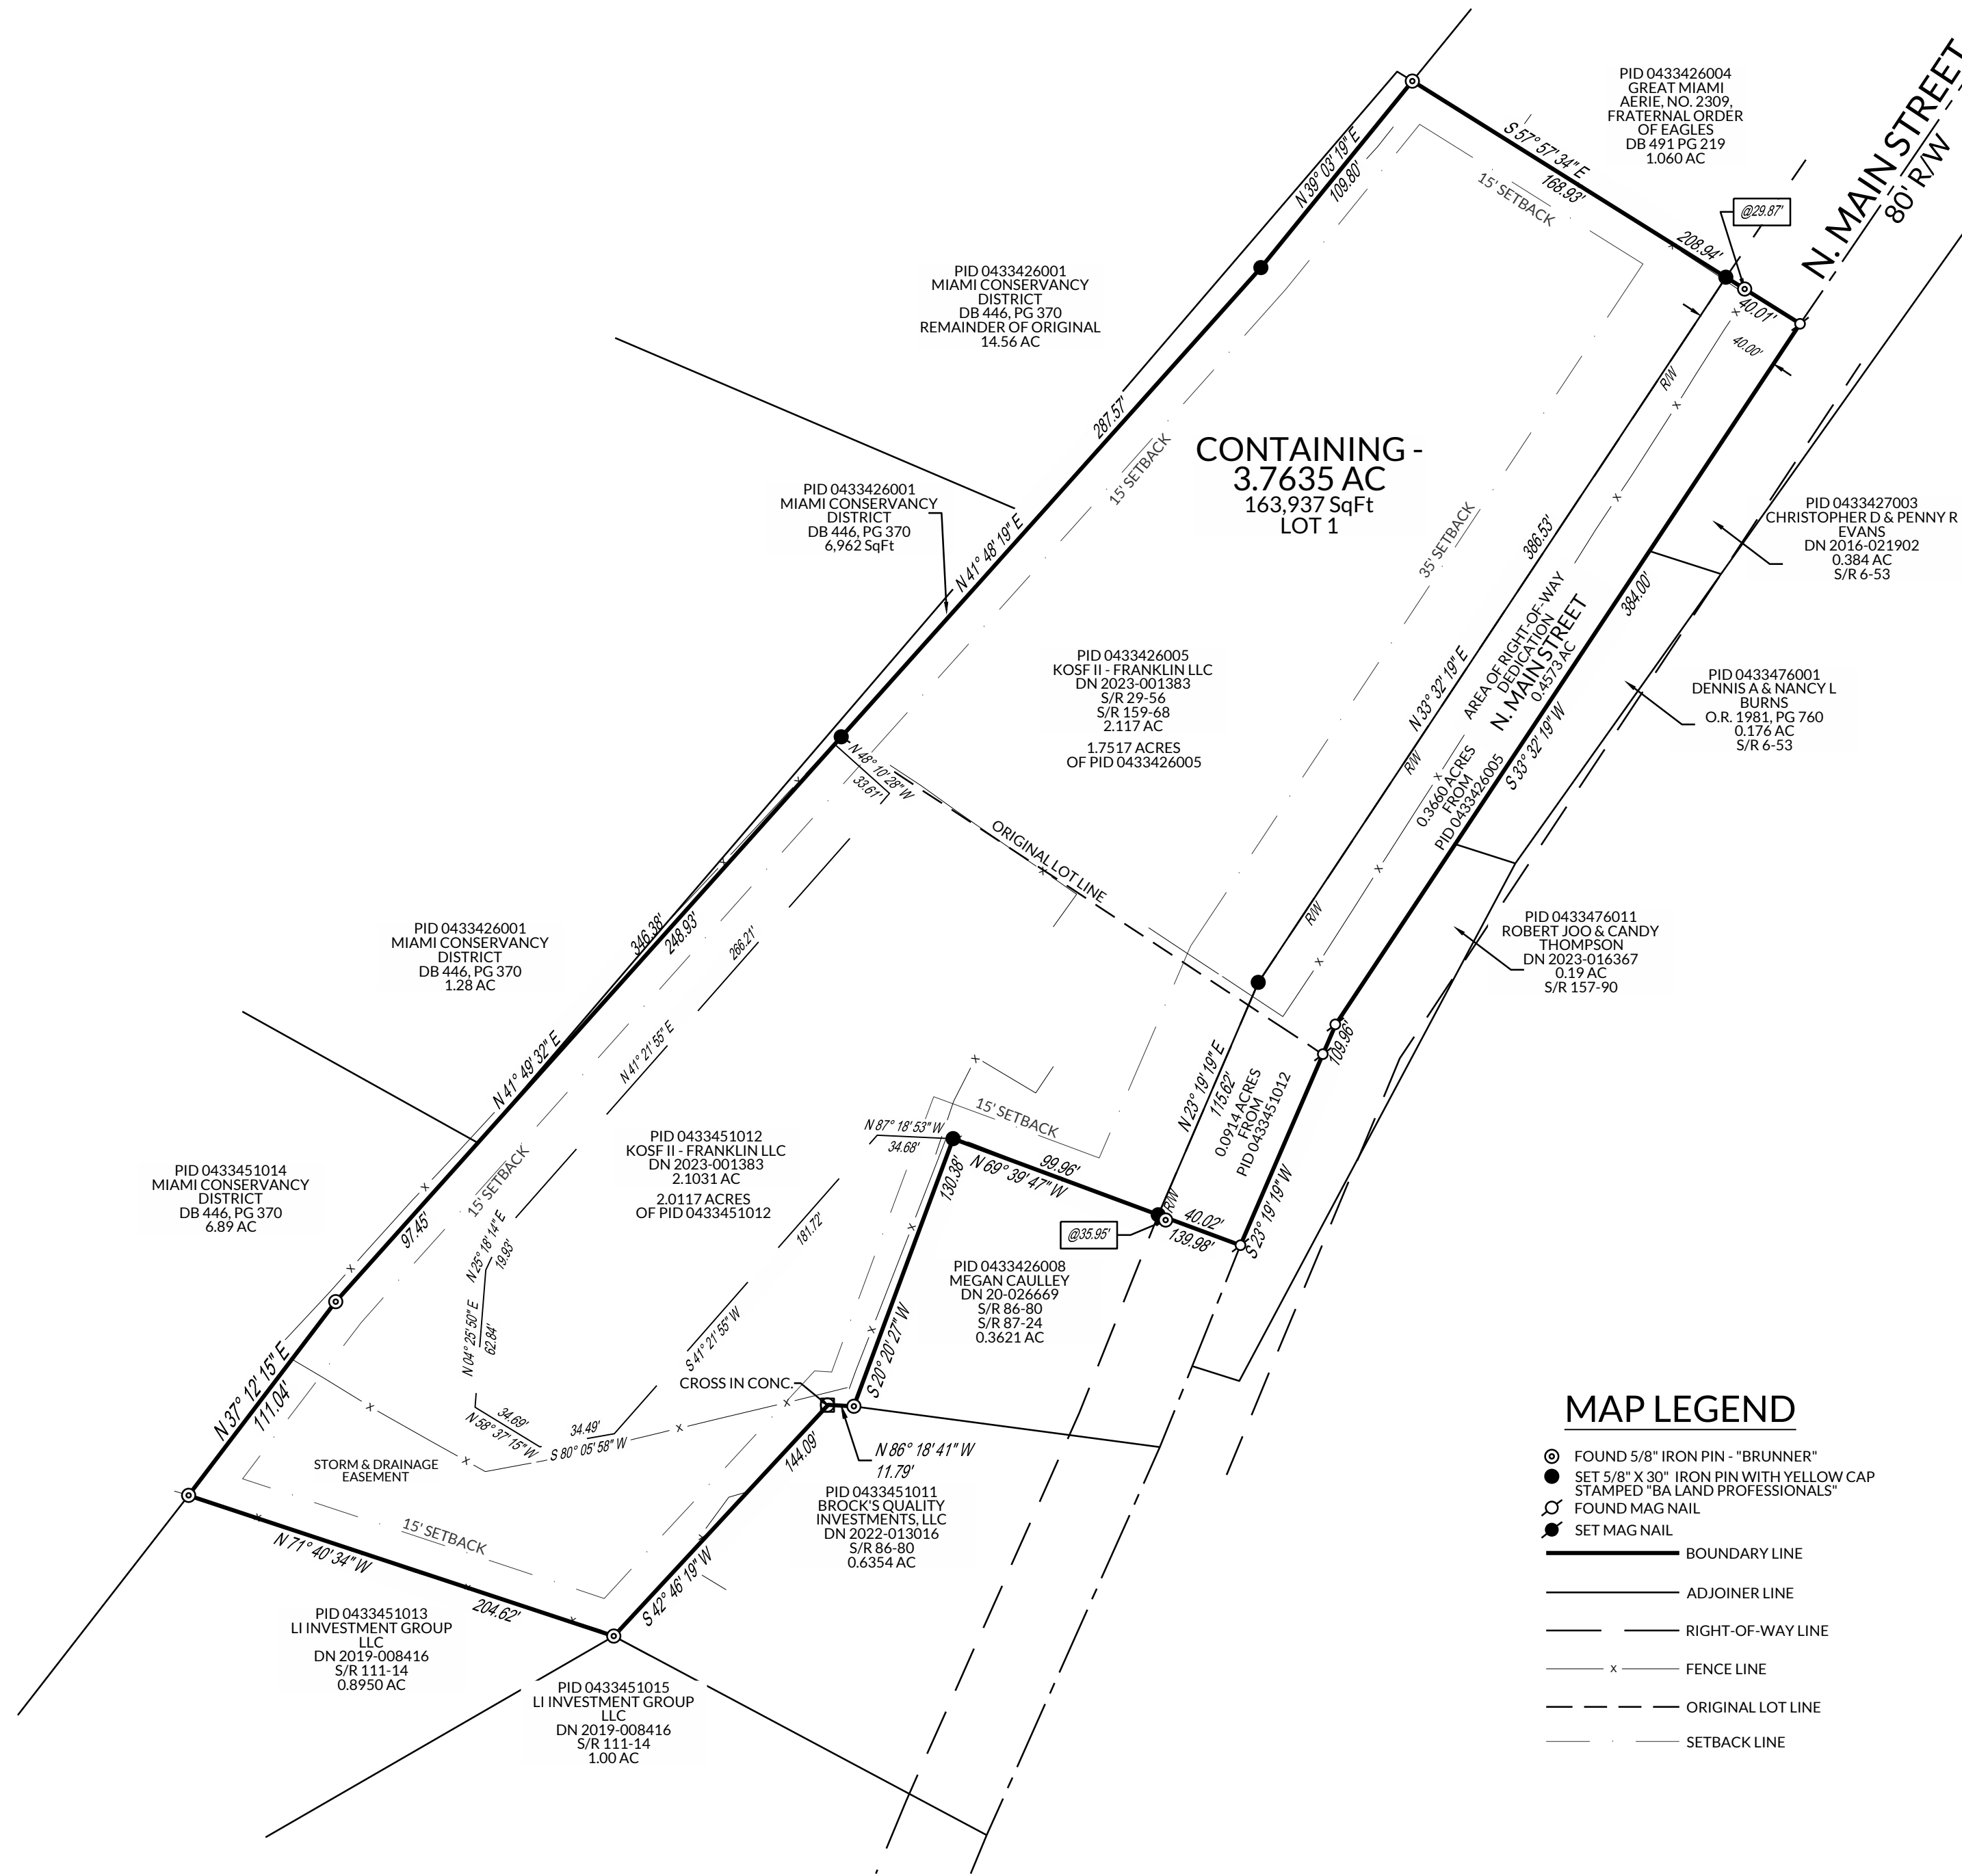 PID 0433426004
GREAT MIAMI
AERIE, NO. 2309,
FRATERNAL ORDER
OF EAGLES
DB 491 PG 219
1.060 AC
N. MAIN STREET
80' R/W
S 57° 57' 34" E
168.93'
15' SETBACK
208.94'
@29.87'
40.01'
40.00'
N 39° 03' 19" E
109.80'
PID 0433426001
MIAMI CONSERVANCY
DISTRICT
DB 446, PG 370
REMAINDER OF ORIGINAL
14.56 AC
287.57'
15' SETBACK
CONTAINING -
3.7635 AC
163,937 SqFt
LOT 1
35' SETBACK
386.53'
R/W
PID 0433426001
MIAMI CONSERVANCY
DISTRICT
DB 446, PG 370
6,962 SqFt
N 41° 48' 19" E
PID 0433427003
CHRISTOPHER D & PENNY R
EVANS
DN 2016-021902
0.384 AC
S/R 6-53
384.00'
PID 0433426005
KOSF II - FRANKLIN LLC
DN 2023-001383
S/R 29-56
S/R 159-68
2.117 AC
1.7517 ACRES
OF PID 0433426005
N 33° 32' 19" E
R/W
AREA OF RIGHT-OF-WAY
DEDICATION
N. MAIN STREET
0.4573 AC
S 33° 32' 19" W
0.3660 ACRES
FROM
PID 0433426005
PID 0433476001
DENNIS A & NANCY L
BURNS
O.R. 1981, PG 760
0.176 AC
S/R 6-53
N 48° 10' 28" W
33.61'
ORIGINAL LOT LINE
R/W
PID 0433476011
ROBERT JOO & CANDY
THOMPSON
DN 2023-016367
0.19 AC
S/R 157-90
PID 0433426001
MIAMI CONSERVANCY
DISTRICT
DB 446, PG 370
1.28 AC
346.38'
248.93'
266.21'
N 41° 49' 32" E
N 41° 21' 55" E
109.96'
N 23° 19' 19" E
115.62'
0.0914 ACRES
FROM
PID 0433451012
S 23° 19' 19" W
15' SETBACK
N 87° 18' 53" W
34.68'
99.96'
N 69° 39' 47" W
130.38'
R/W
40.02'
139.98'
@35.95'
PID 0433451012
KOSF II - FRANKLIN LLC
DN 2023-001383
2.1031 AC
2.0117 ACRES
OF PID 0433451012
PID 0433451014
MIAMI CONSERVANCY
DISTRICT
DB 446, PG 370
6.89 AC
15' SETBACK
97.45'
N 25° 18' 14" E
19.93'
N 04° 25' 50" E
62.84'
181.72'
S 41° 21' 55" W
PID 0433426008
MEGAN CAULLEY
DN 20-026669
S/R 86-80
S/R 87-24
0.3621 AC
S 20° 20' 27" W
CROSS IN CONC.
N 37° 12' 15" E
111.04'
34.69'
N 58° 37' 15" W
34.49'
S 80° 05' 58" W
144.09'
N 86° 18' 41" W
11.79'
STORM & DRAINAGE
EASEMENT
PID 0433451011
BROCK'S QUALITY
INVESTMENTS, LLC
DN 2022-013016
S/R 86-80
0.6354 AC
15' SETBACK
N 71° 40' 34" W
204.62'
S 42° 46' 19" W
PID 0433451013
LI INVESTMENT GROUP
LLC
DN 2019-008416
S/R 111-14
0.8950 AC
PID 0433451015
LI INVESTMENT GROUP
LLC
DN 2019-008416
S/R 111-14
1.00 AC
MAP LEGEND
FOUND 5/8" IRON PIN - "BRUNNER"
SET 5/8" X 30" IRON PIN WITH YELLOW CAP
STAMPED "BA LAND PROFESSIONALS"
FOUND MAG NAIL
SET MAG NAIL
BOUNDARY LINE
ADJOINER LINE
RIGHT-OF-WAY LINE
x FENCE LINE
ORIGINAL LOT LINE
SETBACK LINE